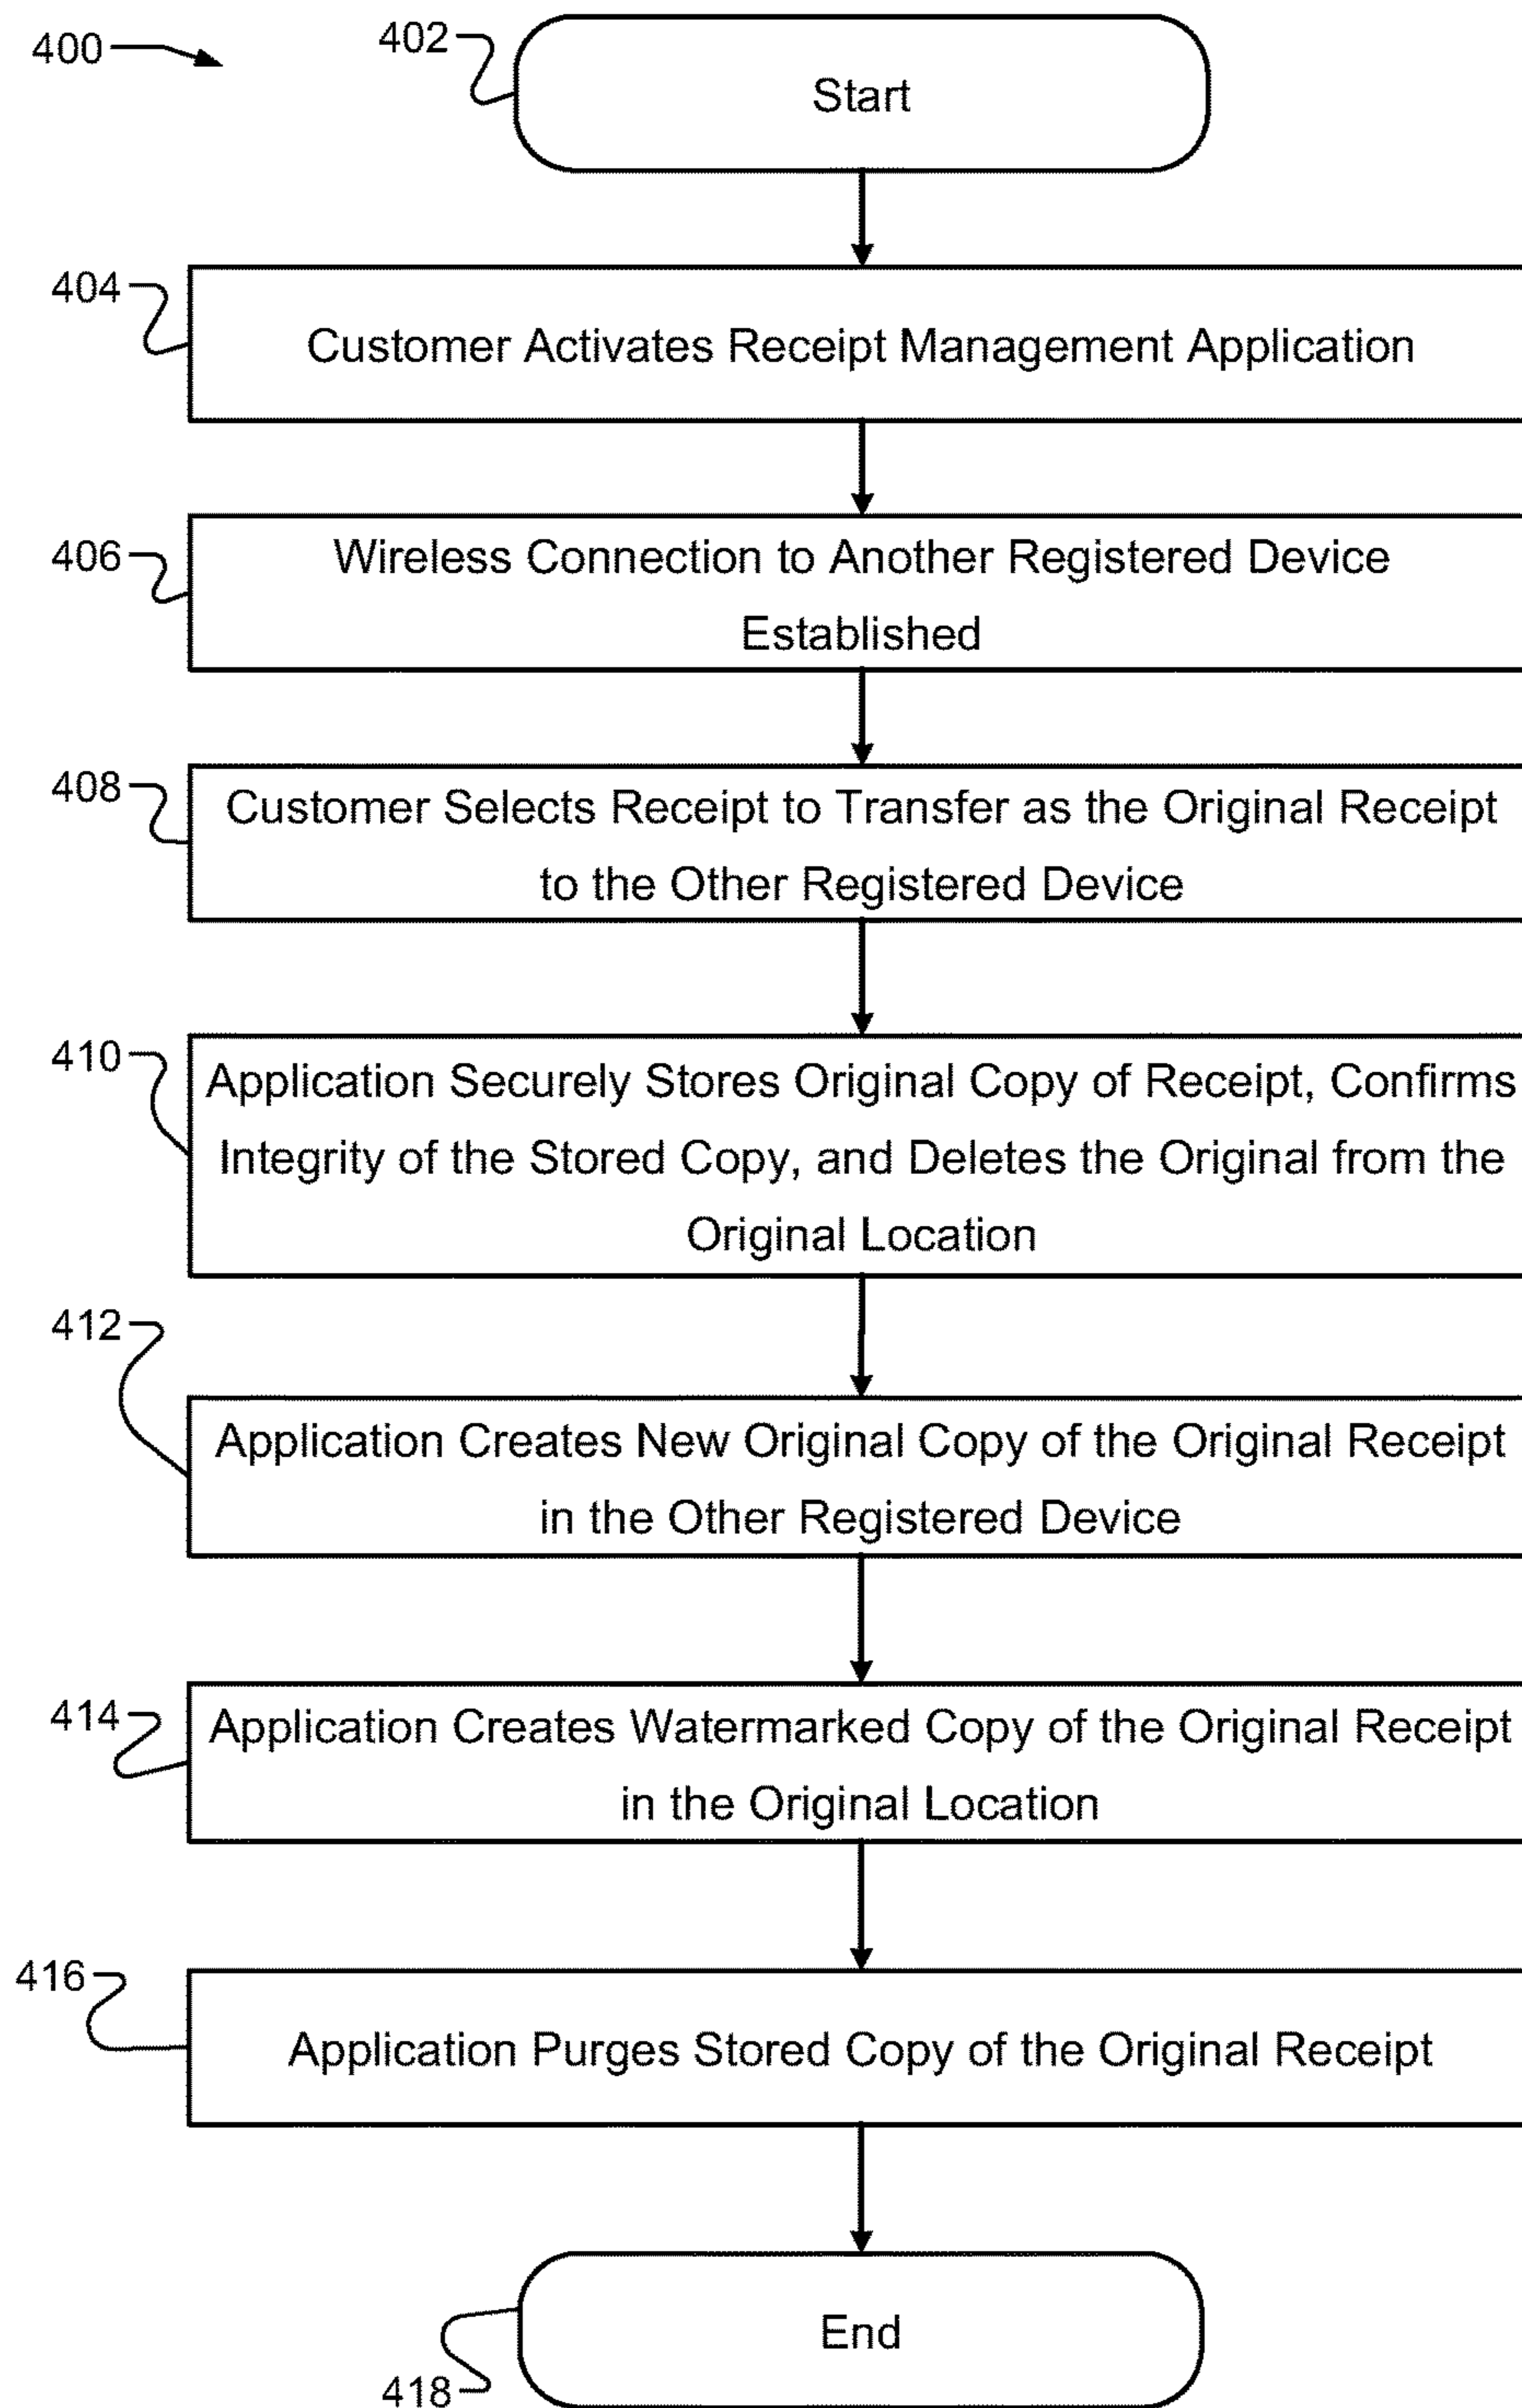 400
402
Start
404
Customer Activates Receipt Management Application
406
Wireless Connection to Another Registered Device
Established
408
Customer Selects Receipt to Transfer as the Original Receipt
to the Other Registered Device
410
Application Securely Stores Original Copy of Receipt, Confirms
Integrity of the Stored Copy, and Deletes the Original from the
Original Location
412
Application Creates New Original Copy of the Original Receipt
in the Other Registered Device
414
Application Creates Watermarked Copy of the Original Receipt
in the Original Location
416
Application Purges Stored Copy of the Original Receipt
End
418